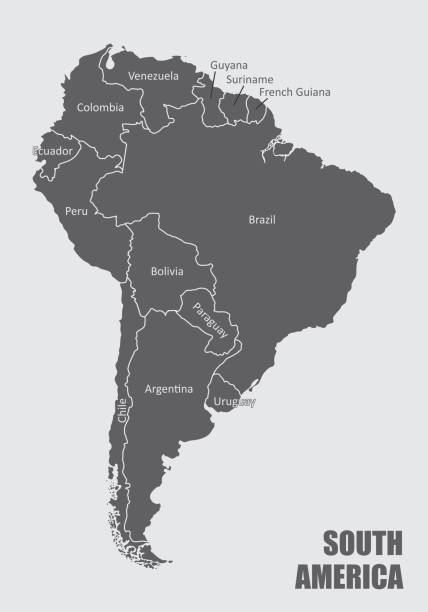 Guyana
Venezuela
Suriname
French Guiana
Colombia
Ecuador
Peru
Brazil
Bolivia
Paraguay
Argentina
Chile
Uruguay
SOUTH
AMERICA